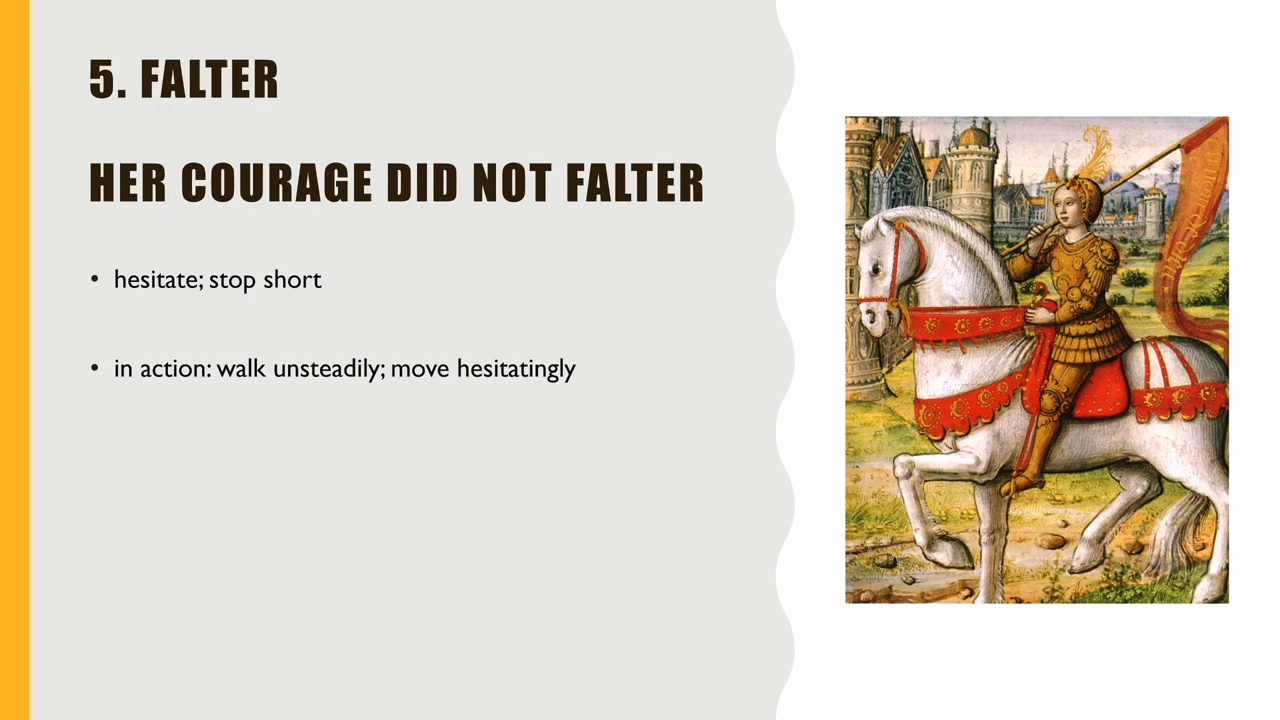 5. FALTER
HER COURAGE DID NOT FALTER
• hesitate; stop short
• in action: walk unsteadily; move hesitatingly